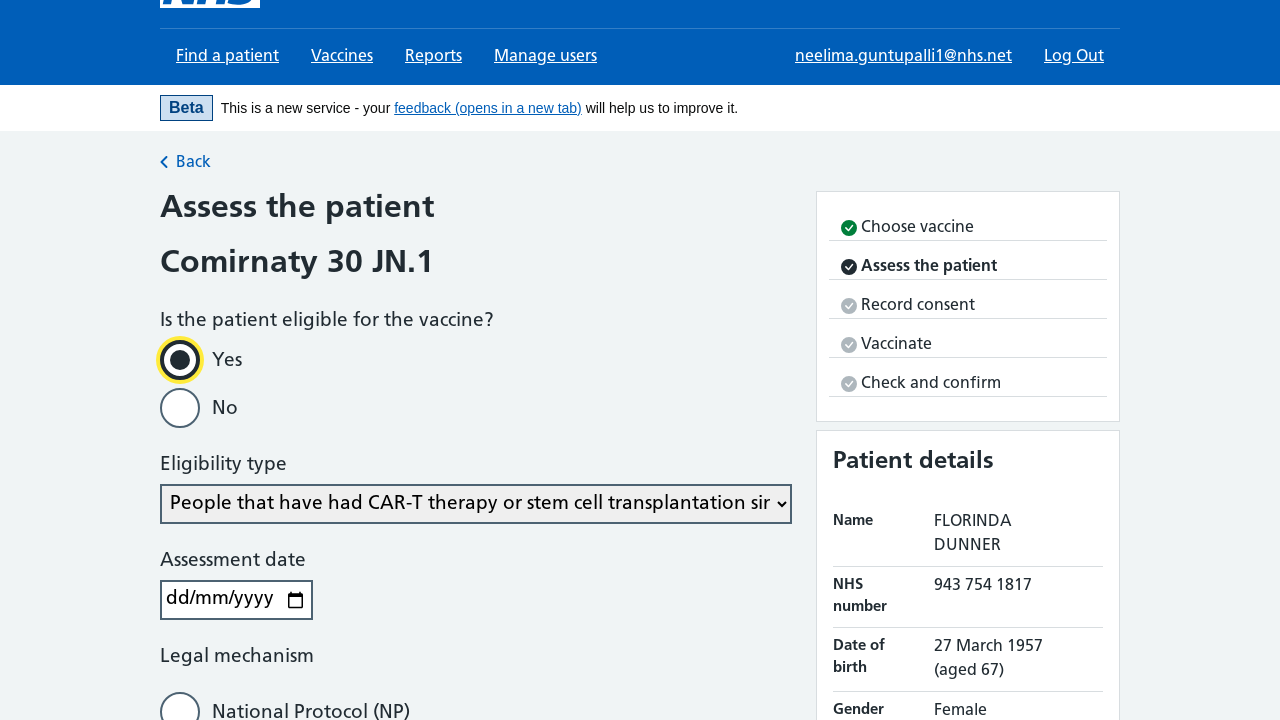 NHS
Find a patient Vaccines Reports Manage users neelima.guntupalli1@nhs.net Log Out
Beta This is a new service - your feedback (opens in a new tab) will help us to improve it.
Back
Assess the patient
Comirnaty 30 JN.1
Is the patient eligible for the vaccine?
Yes
No
Eligibility type
People that have had CAR-T therapy or stem cell transplantation sir
Assessment date
dd/mm/yyyy
Legal mechanism
National Protocol (NP)
Choose vaccine
Assess the patient
Record consent
Vaccinate
Check and confirm
Patient details
Name FLORINDA
DUNNER
NHS 943 754 1817
number
Date of 27 March 1957
birth (aged 67)
Gender Female